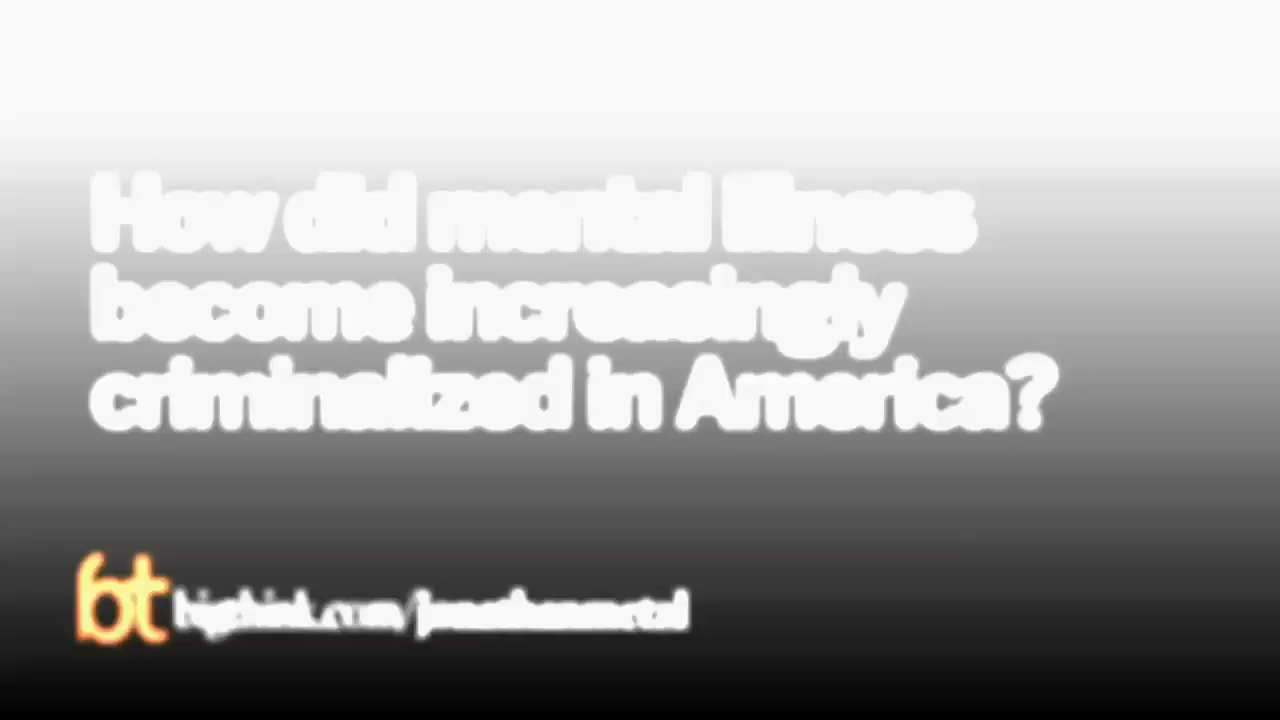 How did mental illness
become increasingly
criminalized in America?
bt